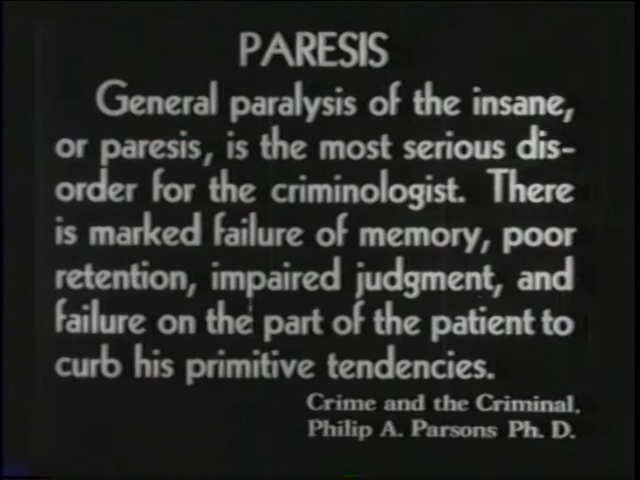 PARESIS
General paralysis of the insane,
or paresis, is the most serious dis-
order for the criminologist. There
is marked failure of memory, poor
retention, impaired judgment, and
failure on the part of the patient to
curb his primitive tendencies.
Crime and the Criminal.
Philip A. Parsons Ph. D.